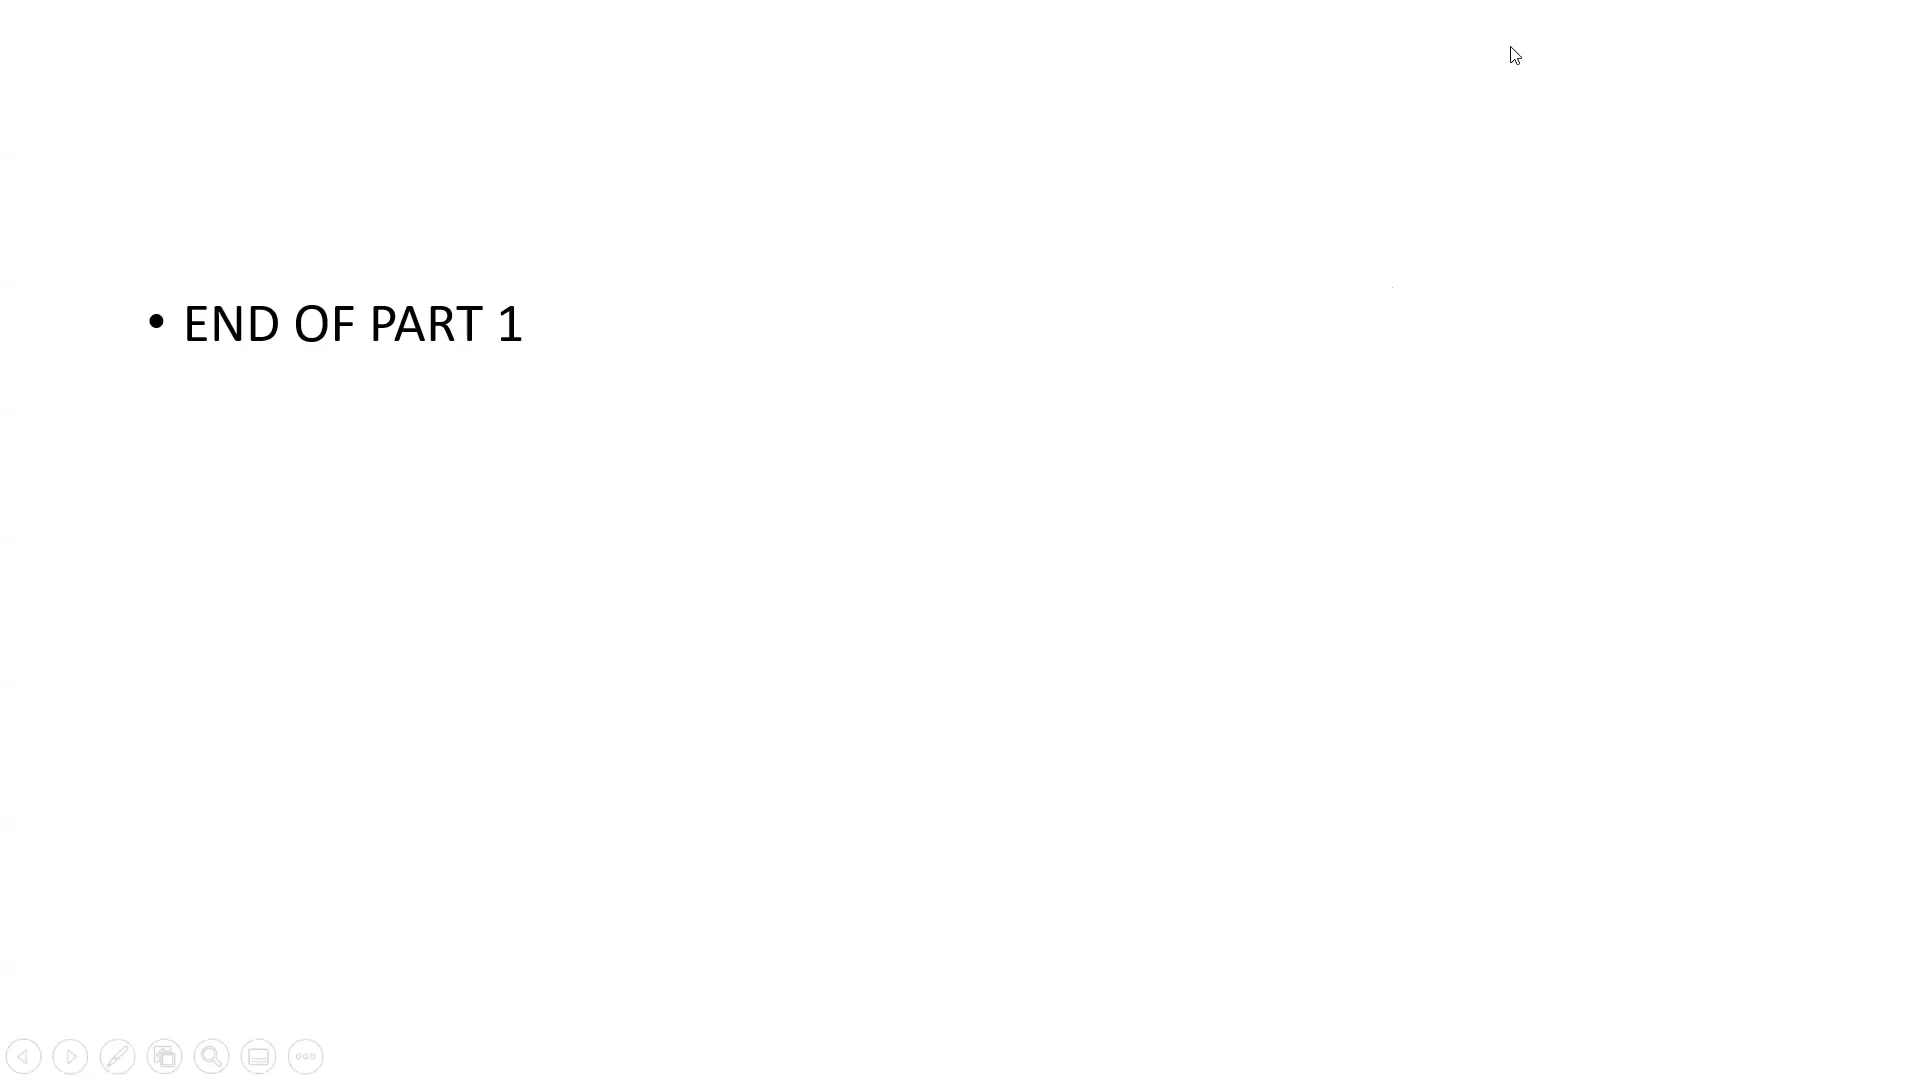 • END OF PART 1